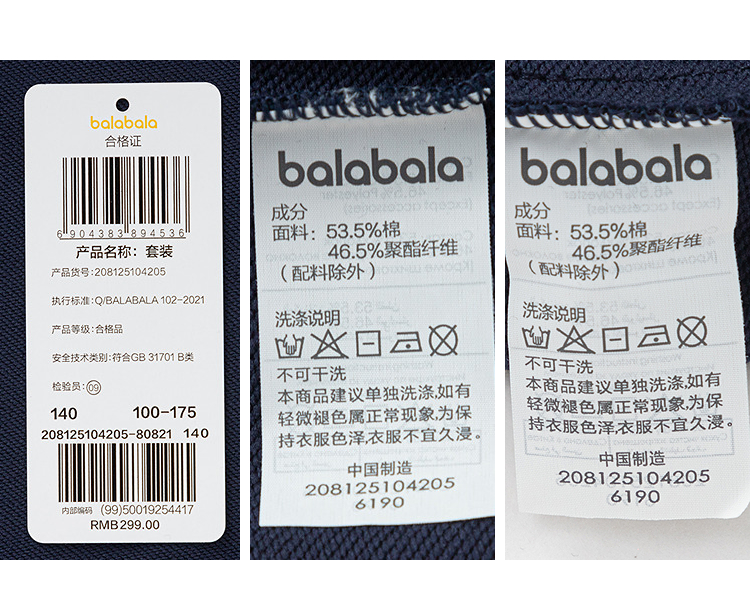 balabala
合格证
6904383894536
产品名称：套装
产品货号：208125104205
执行标准：Q/BALABALA 102-2021
产品等级：合格品
安全技术类别：符合GB 31701 B类
检验员：09
140 100-175
208125104205-80821 140
内部编码 (99)50019254417
RMB299.00
balabala
成分
面料：53.5%棉
46.5%聚酯纤维
（配料除外）
洗涤说明
不可干洗
本商品建议单独洗涤,如有
轻微褪色属正常现象,为保
持衣服色泽,衣服不宜久浸。
中国制造
208125104205
6190
balabala
成分
面料：53.5%棉
46.5%聚酯纤维
（配料除外）
洗涤说明
不可干洗
本商品建议单独洗涤,如有
轻微褪色属正常现象,为保
持衣服色泽,衣服不宜久浸。
中国制造
208125104205
6190